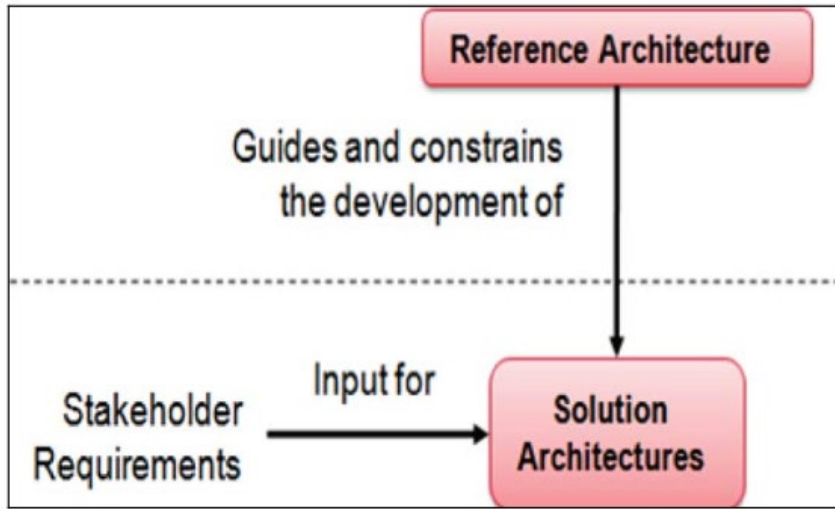 Reference Architecture
Guides and constrains
the development of
Input for
Stakeholder
Requirements
Solution
Architectures